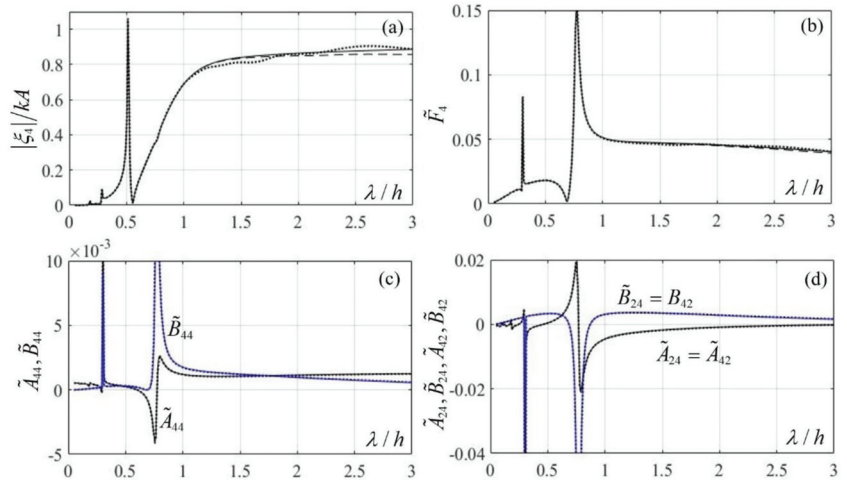 (a)
|ξ₄|/kA
1
0.8
0.6
0.4
0.2
0
λ / h
0 0.5 1 1.5 2 2.5 3
(b)
F̃₄
0.15
0.1
0.05
0
λ / h
0 0.5 1 1.5 2 2.5 3
(c)
×10⁻³
Ã₄₄, B̃₄₄
10
5
0
-5
B̃₄₄
Ã₄₄
λ / h
0 0.5 1 1.5 2 2.5 3
(d)
Ã₂₄, B̃₂₄, Ã₄₂, B̃₄₂
0.02
0
-0.02
-0.04
B̃₂₄ = B₄₂
Ã₂₄ = Ã₄₂
λ / h
0 0.5 1 1.5 2 2.5 3